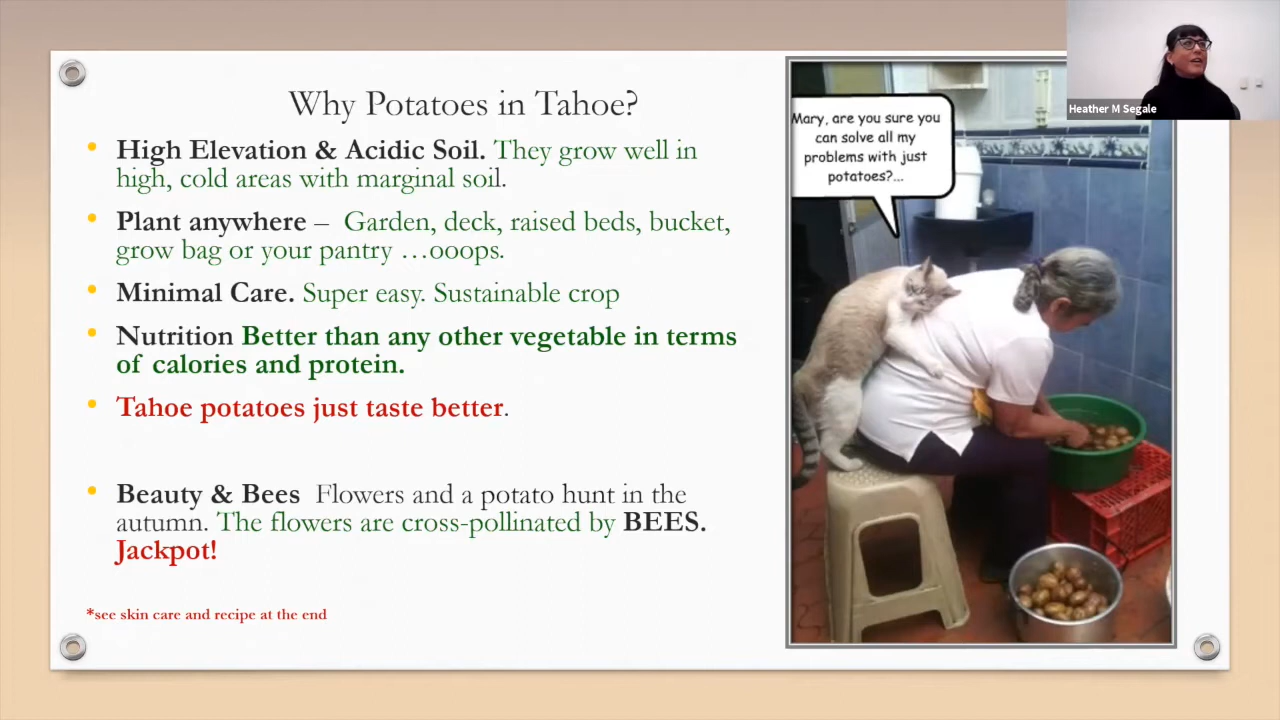 Why Potatoes in Tahoe?
• High Elevation & Acidic Soil. They grow well in
high, cold areas with marginal soil.
• Plant anywhere – Garden, deck, raised beds, bucket,
grow bag or your pantry …ooops.
• Minimal Care. Super easy. Sustainable crop
• Nutrition Better than any other vegetable in terms
of calories and protein.
• Tahoe potatoes just taste better.
• Beauty & Bees Flowers and a potato hunt in the
autumn. The flowers are cross-pollinated by BEES.
Jackpot!
*see skin care and recipe at the end
Mary, are you sure you
can solve all my
problems with just
potatoes?...
Heather M Segale